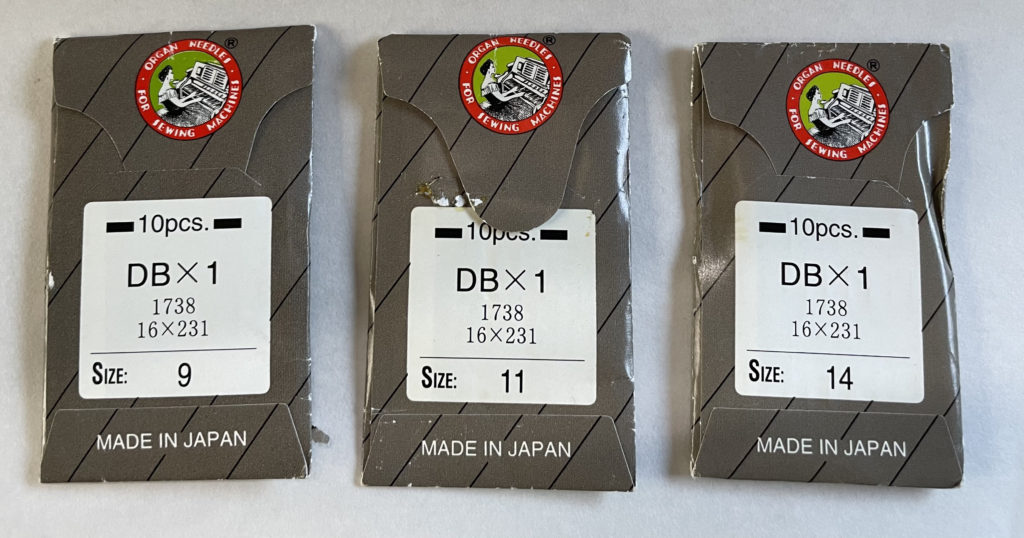 ORGAN NEEDLES ®
FOR SEWING MACHINES
10pcs.
DB×1
1738
16×231
SIZE: 9
MADE IN JAPAN
ORGAN NEEDLES ®
FOR SEWING MACHINES
10pcs.
DB×1
1738
16×231
SIZE: 11
MADE IN JAPAN
ORGAN NEEDLES ®
FOR SEWING MACHINES
10pcs.
DB×1
1738
16×231
SIZE: 14
MADE IN JAPAN